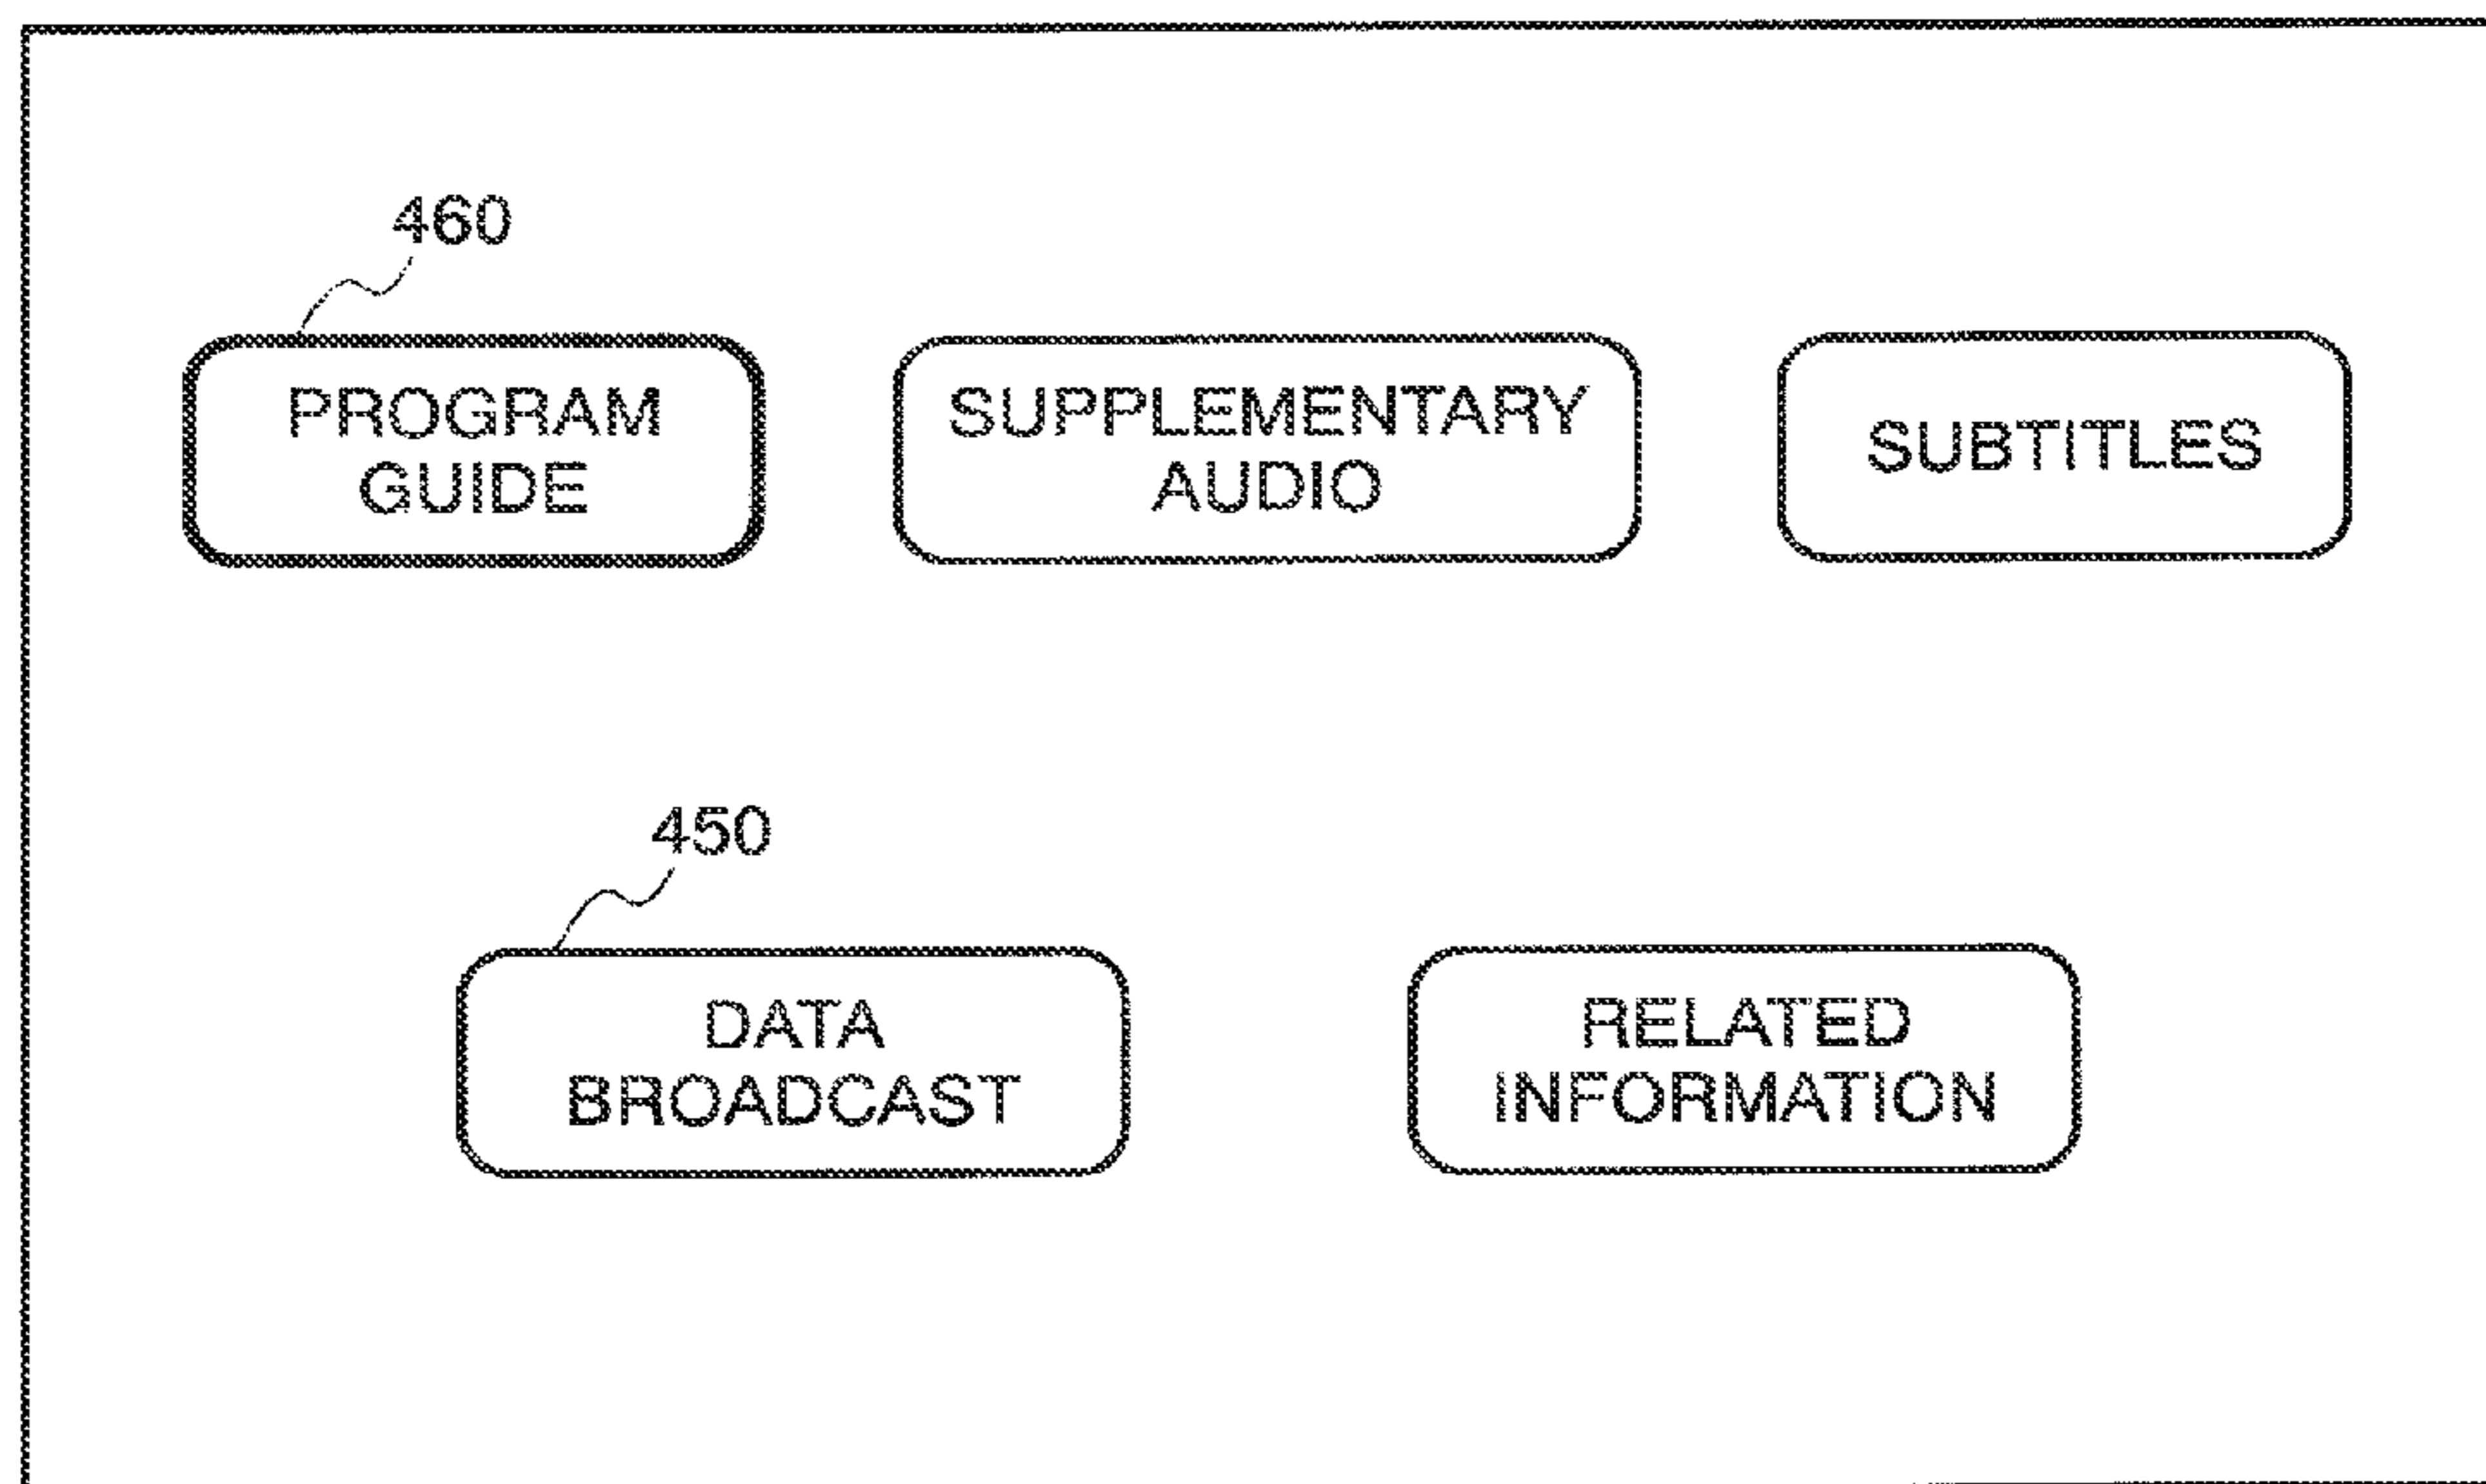 460
PROGRAM
GUIDE
SUPPLEMENTARY
AUDIO
SUBTITLES
450
DATA
BROADCAST
RELATED
INFORMATION